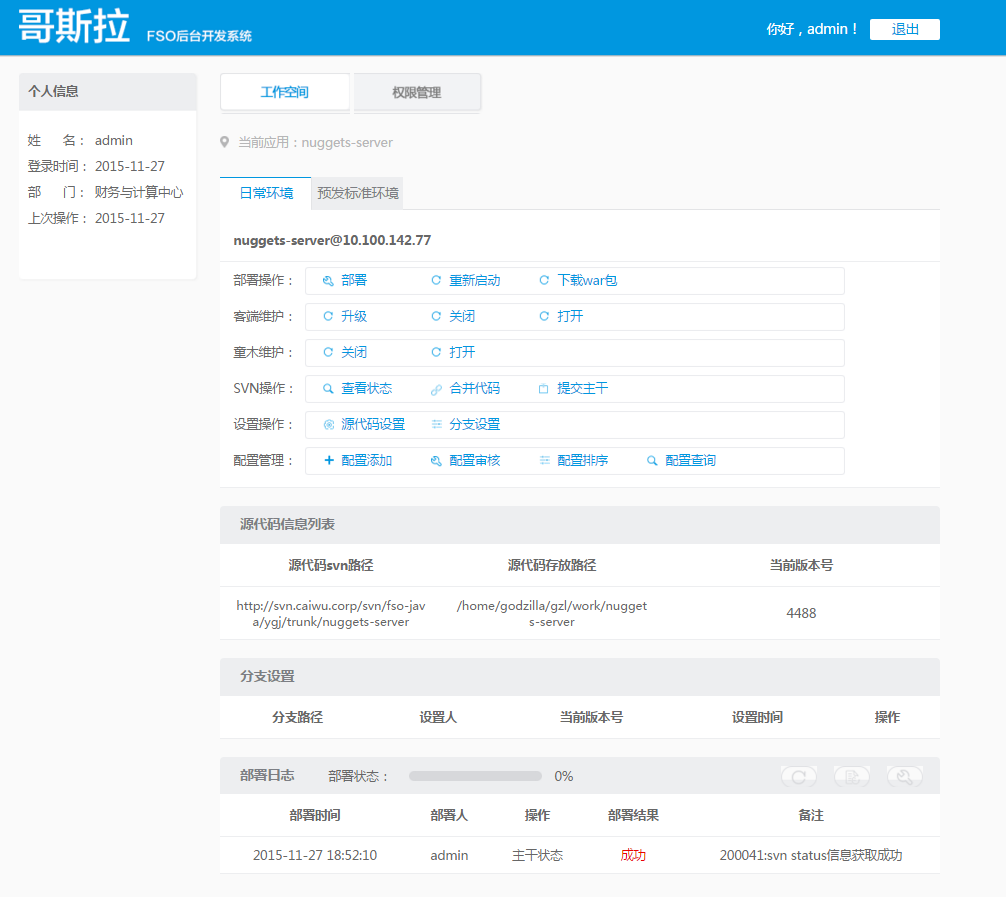 哥斯拉 FSO后台开发系统 你好，admin！ 退出
个人信息
姓 名： admin
登录时间： 2015-11-27
部 门： 财务与计算中心
上次操作： 2015-11-27
工作空间 权限管理
当前应用：nuggets-server
日常环境 预发标准环境
nuggets-server@10.100.142.77
部署操作： 部署 重新启动 下载war包
客端维护： 升级 关闭 打开
童木维护： 关闭 打开
SVN操作： 查看状态 合并代码 提交主干
设置操作： 源代码设置 分支设置
配置管理： 配置添加 配置审核 配置排序 配置查询
源代码信息列表
源代码svn路径 源代码存放路径 当前版本号
http://svn.caiwu.corp/svn/fso-jav /home/godzilla/gzl/work/nugget 4488
a/ygj/trunk/nuggets-server s-server
分支设置
分支路径 设置人 当前版本号 设置时间 操作
部署日志 部署状态： 0%
部署时间 部署人 操作 部署结果 备注
2015-11-27 18:52:10 admin 主干状态 成功 200041:svn status信息获取成功